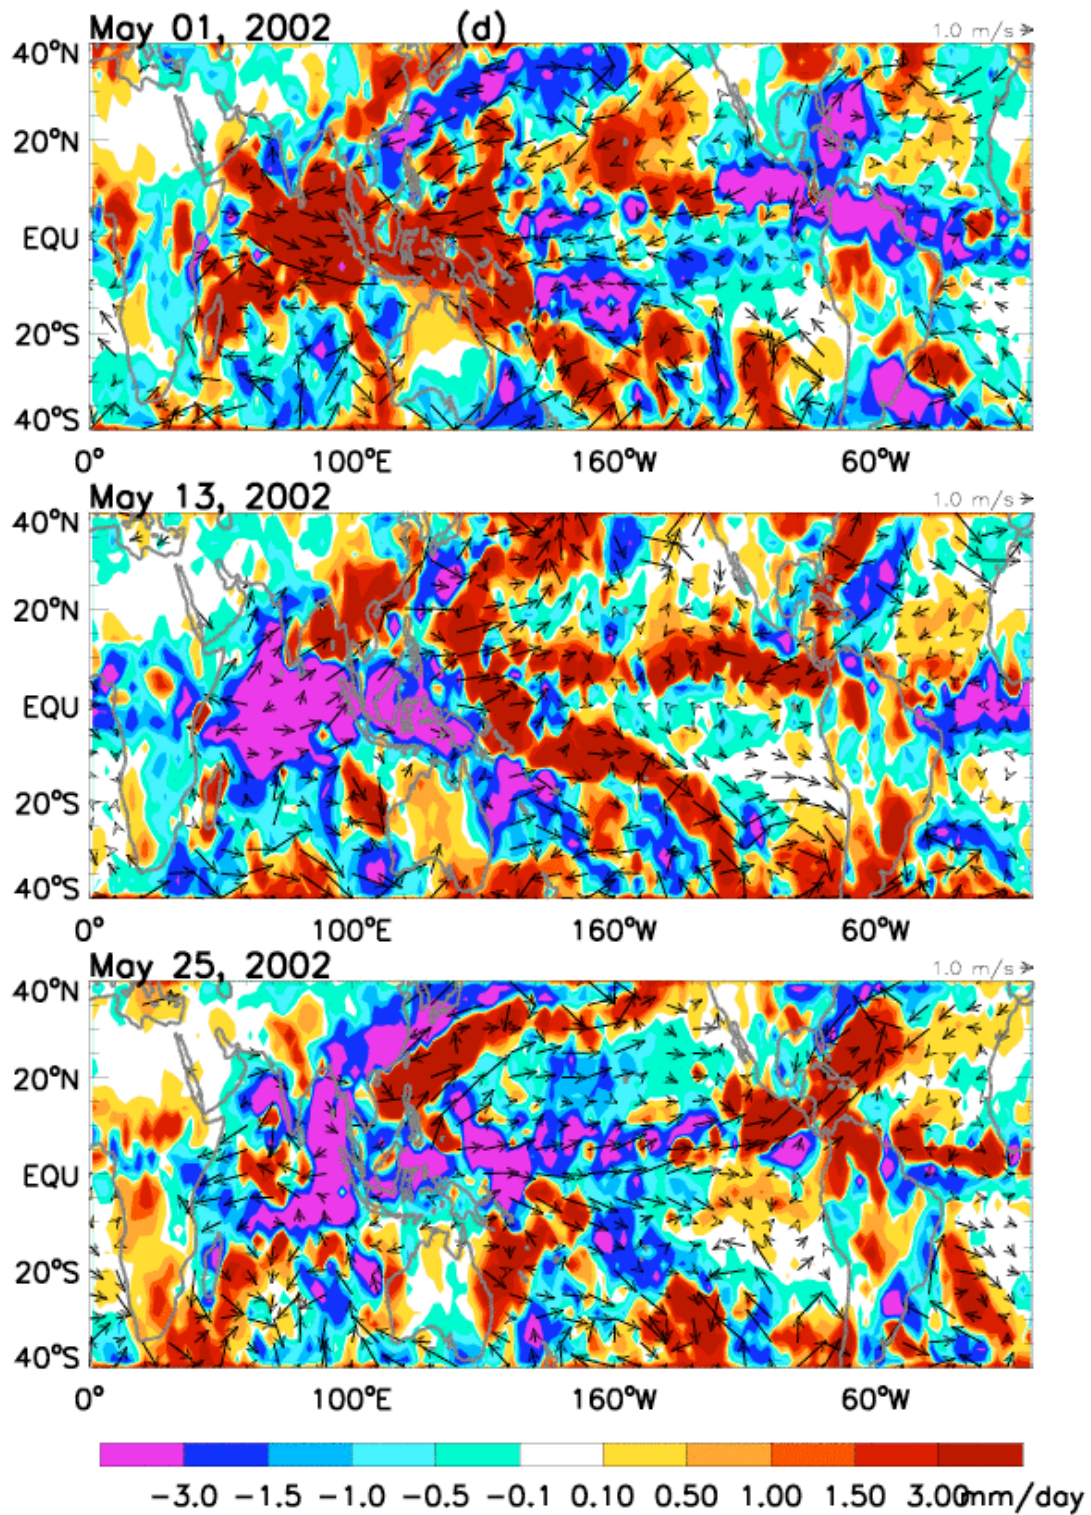 May 01, 2002 (d) 1.0 m/s
40°N
20°N
EQU
20°S
40°S
0° 100°E 160°W 60°W
May 13, 2002 1.0 m/s
40°N
20°N
EQU
20°S
40°S
0° 100°E 160°W 60°W
May 25, 2002 1.0 m/s
40°N
20°N
EQU
20°S
40°S
0° 100°E 160°W 60°W
−3.0 −1.5 −1.0 −0.5 −0.1 0.10 0.50 1.00 1.50 3.00 mm/day